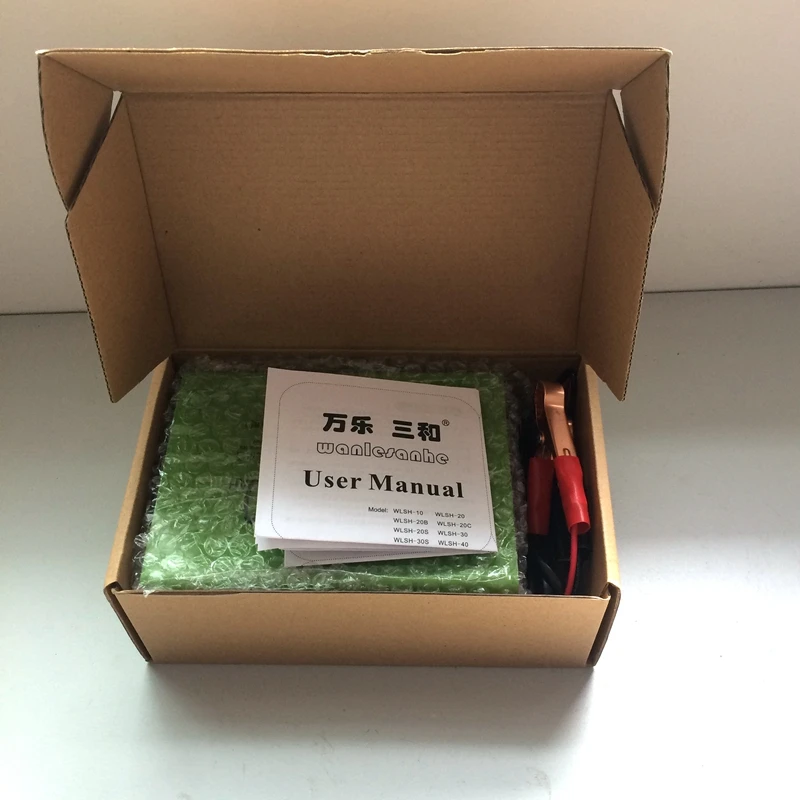 万乐 三和®
wanlesanhe
User Manual
Model: WLSH-10 WLSH-20
WLSH-20B WLSH-20C
WLSH-20S WLSH-30
WLSH-30S WLSH-40